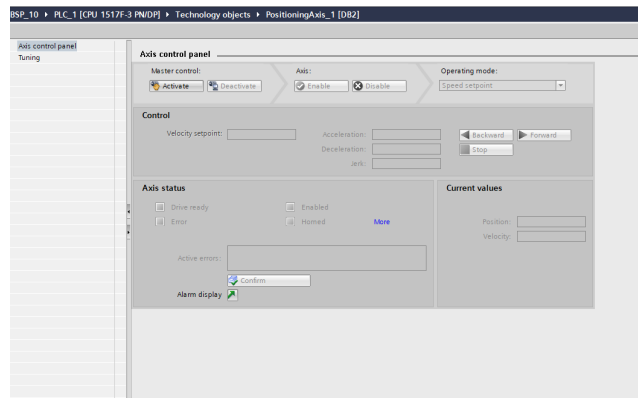 BSP_10 ▸ PLC_1 [CPU 1517F-3 PN/DP] ▸ Technology objects ▸ PositioningAxis_1 [DB2]
Axis control panel
Tuning
Axis control panel
Master control: Axis: Operating mode:
Activate Deactivate Enable Disable Speed setpoint
Control
Velocity setpoint: Acceleration: Backward Forward
Deceleration: Stop
Jerk:
Axis status Current values
Drive ready Enabled
Error Homed More Position:
Velocity:
Active errors:
Confirm
Alarm display